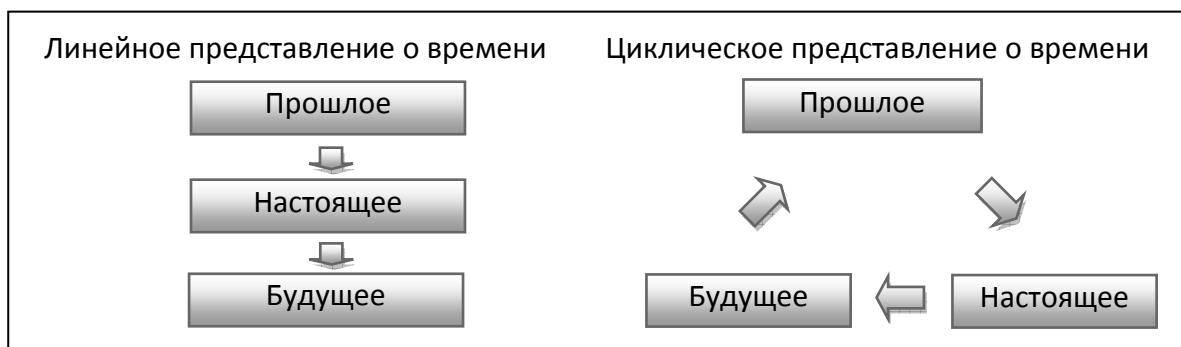 Линейное представление о времени
Прошлое
Настоящее
Будущее
Циклическое представление о времени
Прошлое
Будущее
Настоящее